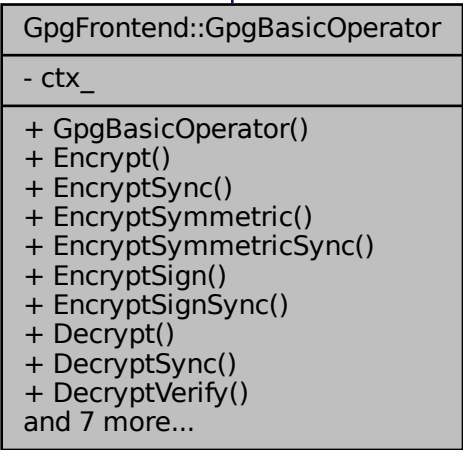 GpgFrontend::GpgBasicOperator
- ctx_
+ GpgBasicOperator()
+ Encrypt()
+ EncryptSync()
+ EncryptSymmetric()
+ EncryptSymmetricSync()
+ EncryptSign()
+ EncryptSignSync()
+ Decrypt()
+ DecryptSync()
+ DecryptVerify()
and 7 more...